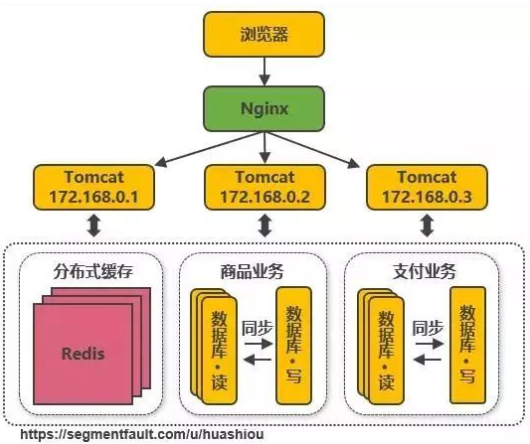 浏览器
Nginx
Tomcat
172.168.0.1
Tomcat
172.168.0.2
Tomcat
172.168.0.3
分布式缓存
Redis
商品业务
数据库·读
同步
数据库·写
支付业务
数据库·读
同步
数据库·写
https://segmentfault.com/u/huashiou